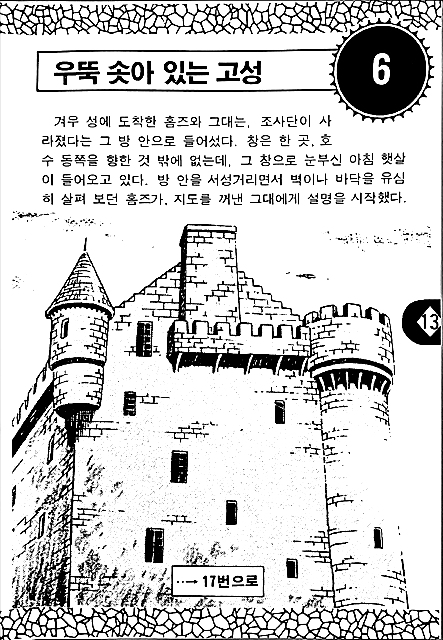 우뚝 솟아 있는 고성
6
겨우 성에 도착한 홈즈와 그대는, 조사단이 사
라졌다는 그 방 안으로 들어섰다. 창은 한 곳, 호
수 동쪽을 향한 것 밖에 없는데, 그 창으로 눈부신 아침 햇살
이 들어오고 있다. 방 안을 서성거리면서 벽이나 바닥을 유심
히 살펴 보던 홈즈가, 지도를 꺼낸 그대에게 설명을 시작했다.
13
…→ 17번으로